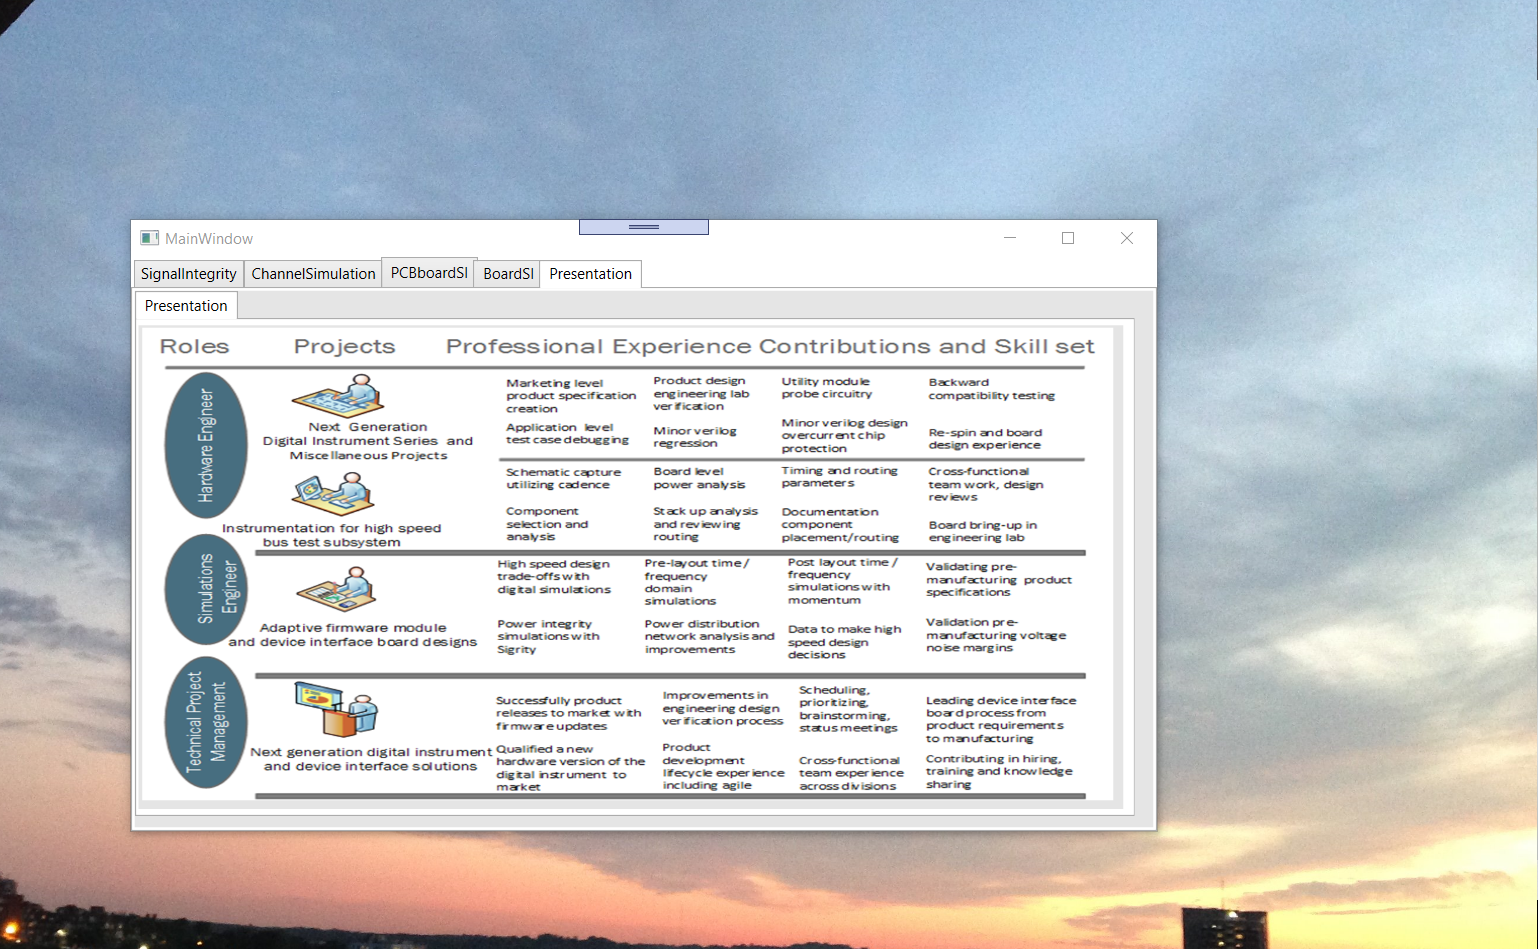 MainWindow
SignalIntegrity ChannelSimulation PCBboardSI BoardSI Presentation
Presentation
Roles Projects Professional Experience Contributions and Skill set
Hardware Engineer
Next Generation
Digital Instrument Series and
Miscellaneous Projects
Marketing level
product specification
creation
Product design
engineering lab
verification
Utility module
probe circuitry
Backward
compatibility testing
Application level
test case debugging
Minor verilog
regression
Minor verilog design
overcurrent chip
protection
Re-spin and board
design experience
Instrumentation for high speed
bus test subsystem
Schematic capture
utilizing cadence
Board level
power analysis
Timing and routing
parameters
Cross-functional
team work, design
reviews
Component
selection and
analysis
Stack up analysis
and reviewing
routing
Documentation
component
placement/routing
Board bring-up in
engineering lab
Simulations
Engineer
Adaptive firmware module
and device interface board designs
High speed design
trade-offs with
digital simulations
Pre-layout time /
frequency
domain
simulations
Post layout time /
frequency
simulations with
momentum
Validating pre-
manufacturing product
specifications
Power integrity
simulations with
Sigrity
Power distribution
network analysis and
improvements
Data to make high
speed design
decisions
Validation pre-
manufacturing voltage
noise margins
Technical Project
Management
Next generation digital instrument
and device interface solutions
Successfully product
releases to market with
firmware updates
Improvements in
engineering design
verification process
Scheduling,
prioritizing,
brainstorming,
status meetings
Leading device interface
board process from
product requirements
to manufacturing
Qualified a new
hardware version of the
digital instrument to
market
Product
development
lifecycle experience
including agile
Cross-functional
team experience
across divisions
Contributing in hiring,
training and knowledge
sharing